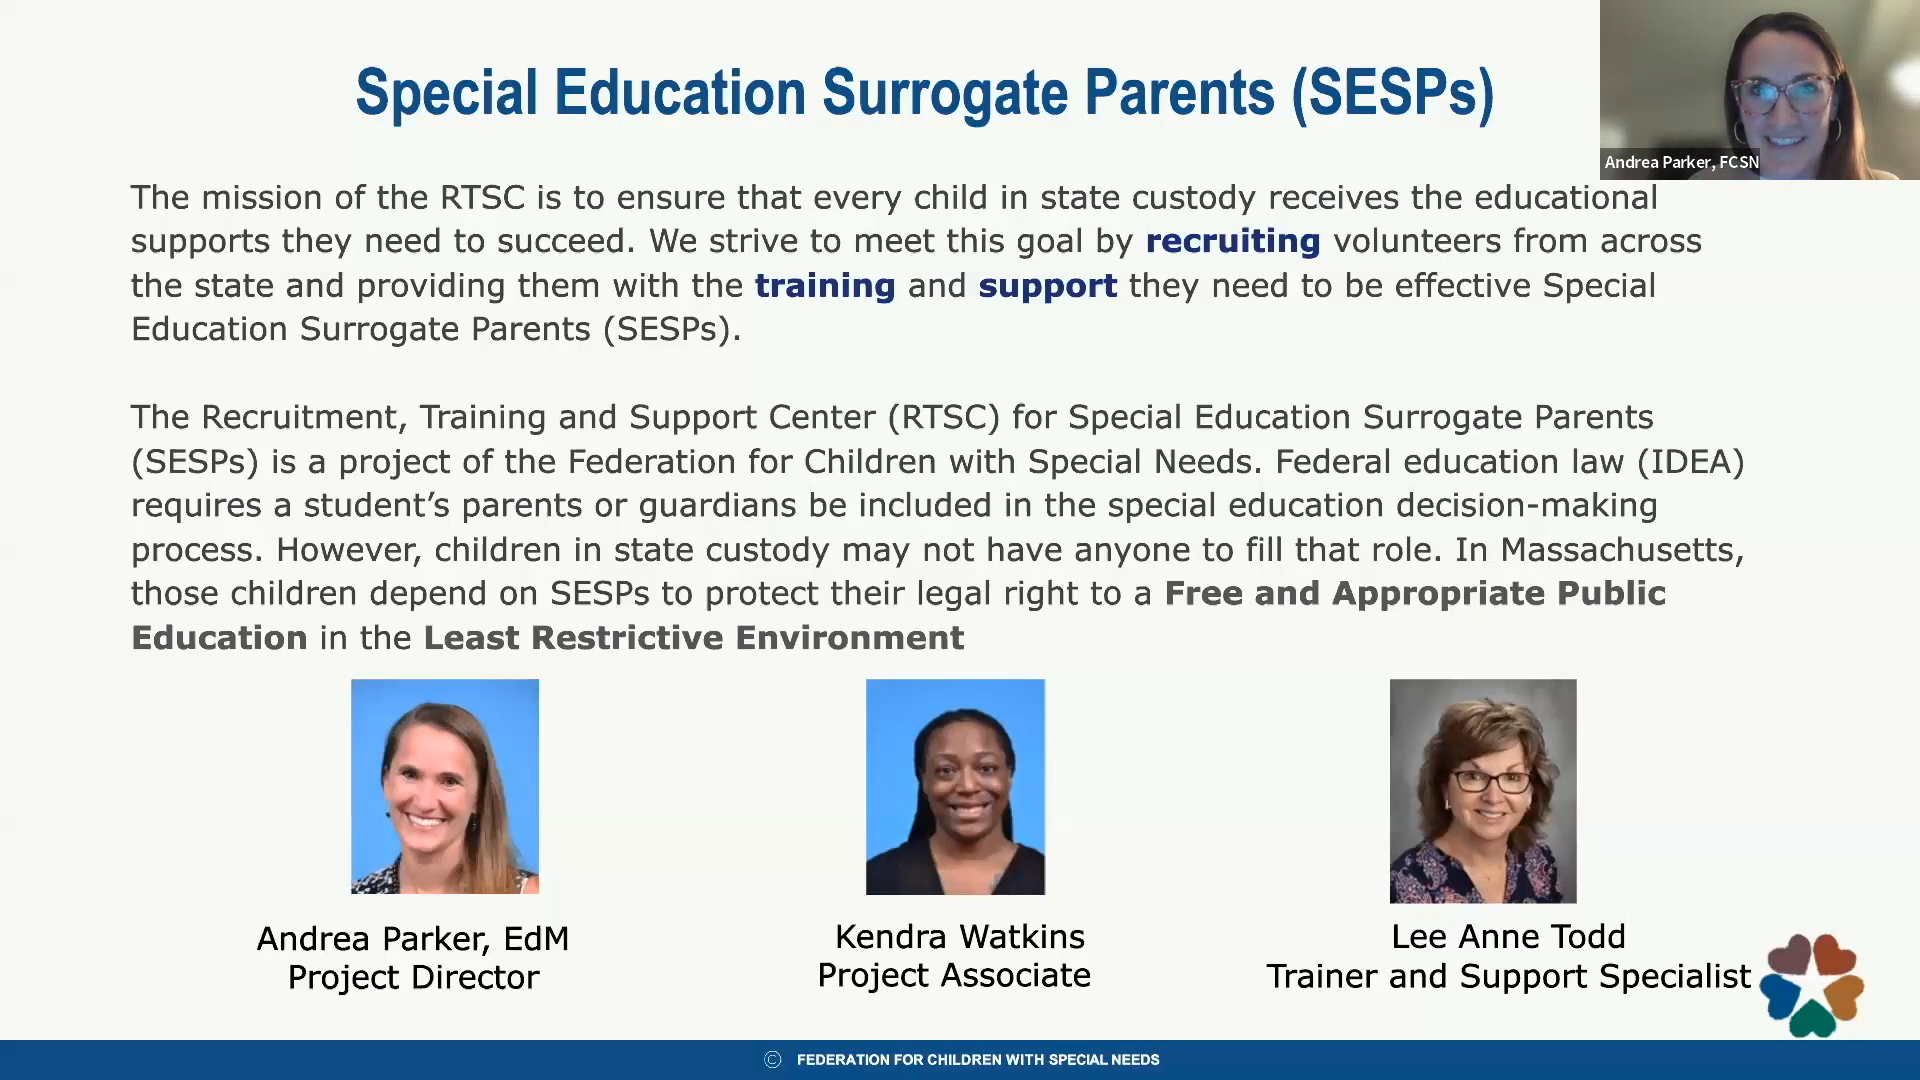 Special Education Surrogate Parents (SESPs)
Andrea Parker, FCSN
The mission of the RTSC is to ensure that every child in state custody receives the educational
supports they need to succeed. We strive to meet this goal by recruiting volunteers from across
the state and providing them with the training and support they need to be effective Special
Education Surrogate Parents (SESPs).
The Recruitment, Training and Support Center (RTSC) for Special Education Surrogate Parents
(SESPs) is a project of the Federation for Children with Special Needs. Federal education law (IDEA)
requires a student’s parents or guardians be included in the special education decision-making
process. However, children in state custody may not have anyone to fill that role. In Massachusetts,
those children depend on SESPs to protect their legal right to a Free and Appropriate Public
Education in the Least Restrictive Environment
Andrea Parker, EdM
Project Director
Kendra Watkins
Project Associate
Lee Anne Todd
Trainer and Support Specialist
© FEDERATION FOR CHILDREN WITH SPECIAL NEEDS